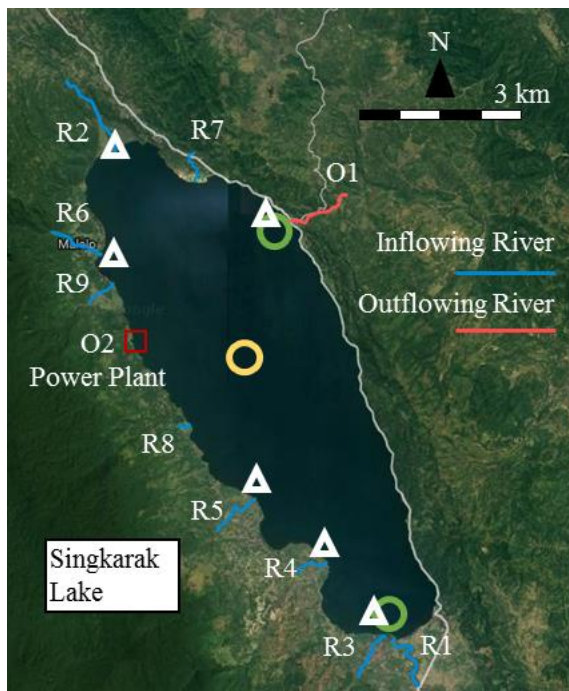 N
3 km
R7
R2
O1
R6
Malalo
Inflowing River
R9
Outflowing River
O2
Power Plant
R8
R5
Singkarak
Lake
R4
R3
R1